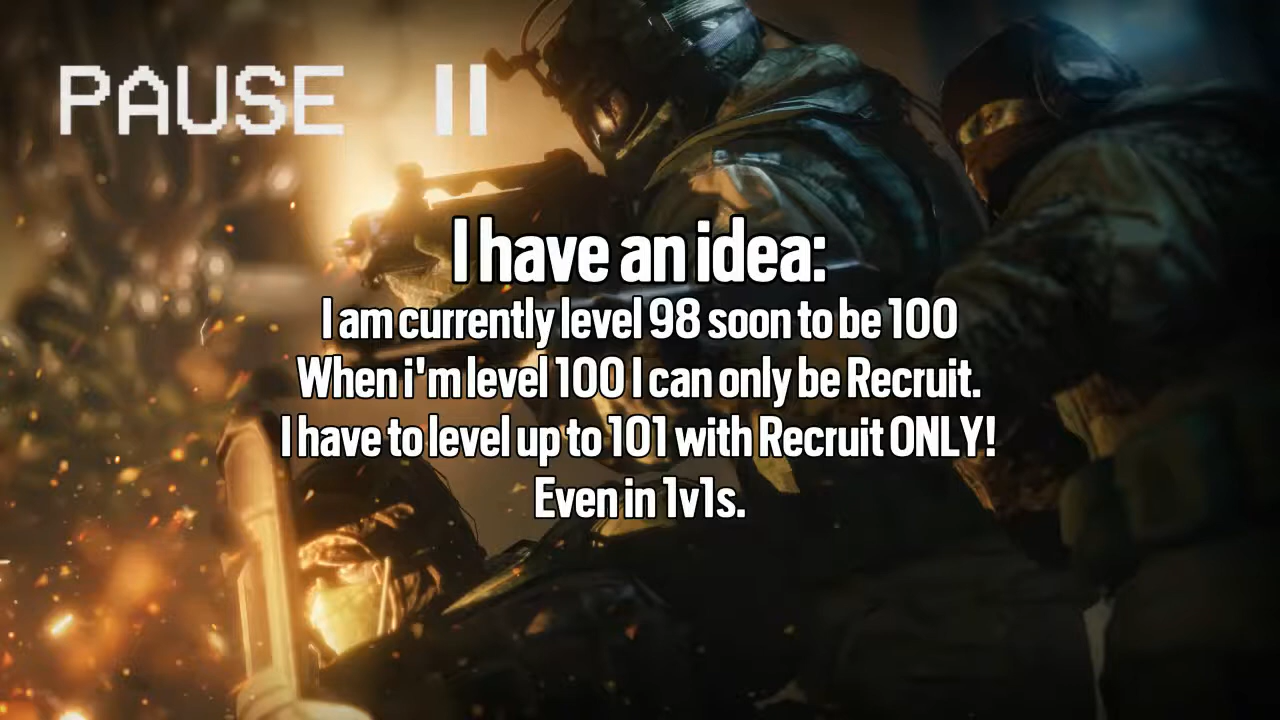 PAUSE II
I have an idea:
I am currently level 98 soon to be 100
When i'm level 100 I can only be Recruit.
I have to level up to 101 with Recruit ONLY!
Even in 1v1s.